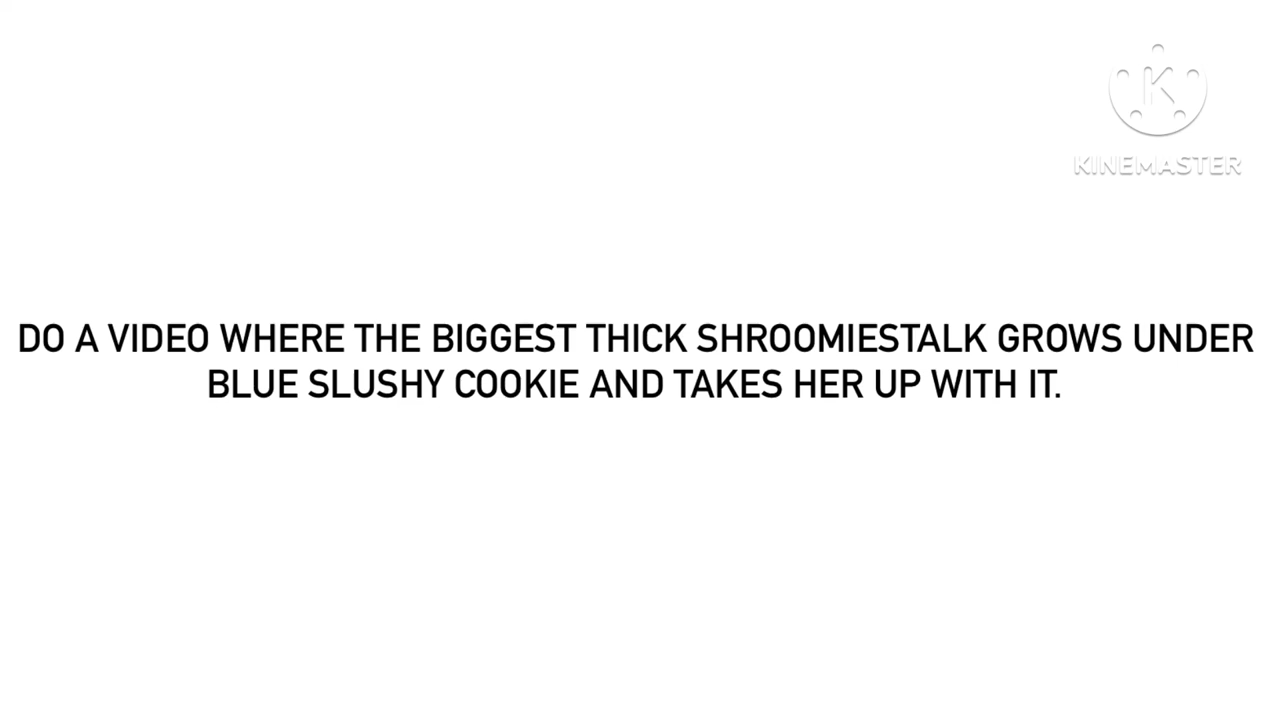 KINEMASTER
DO A VIDEO WHERE THE BIGGEST THICK SHROOMIESTALK GROWS UNDER
BLUE SLUSHY COOKIE AND TAKES HER UP WITH IT.